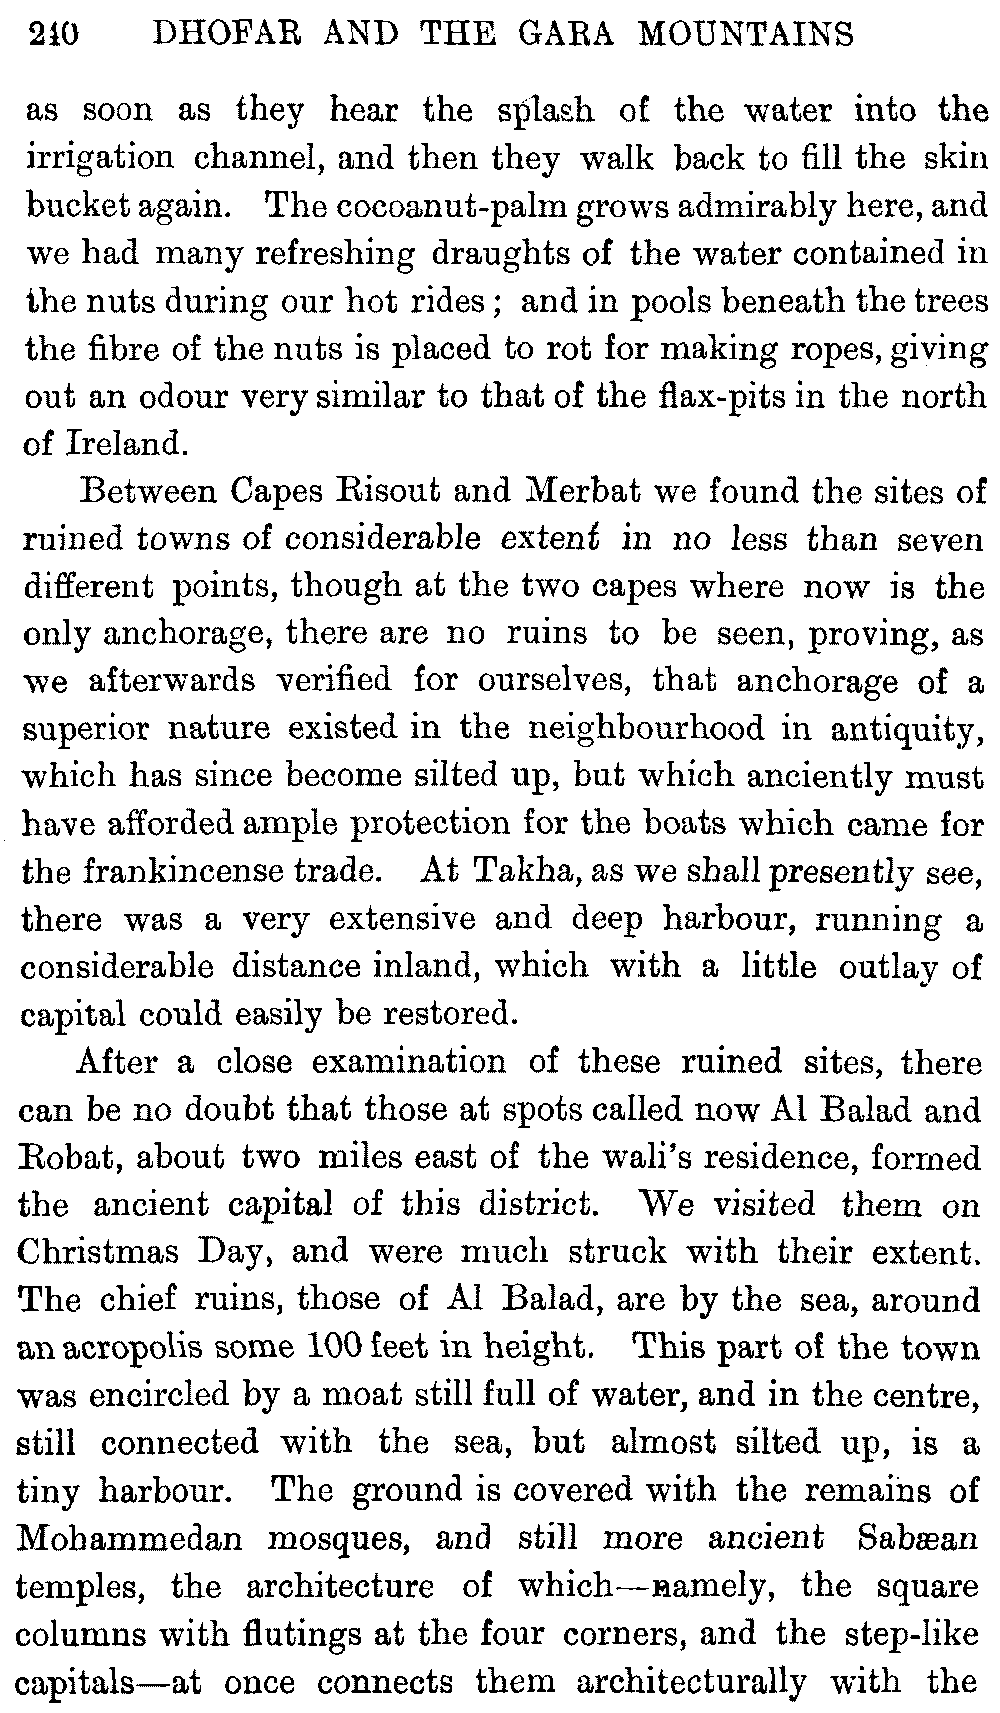 240 DHOFAR AND THE GARA MOUNTAINS
as soon as they hear the splash of the water into the
irrigation channel, and then they walk back to fill the skin
bucket again. The cocoanut-palm grows admirably here, and
we had many refreshing draughts of the water contained in
the nuts during our hot rides; and in pools beneath the trees
the fibre of the nuts is placed to rot for making ropes, giving
out an odour very similar to that of the flax-pits in the north
of Ireland.
Between Capes Risout and Merbat we found the sites of
ruined towns of considerable extent in no less than seven
different points, though at the two capes where now is the
only anchorage, there are no ruins to be seen, proving, as
we afterwards verified for ourselves, that anchorage of a
superior nature existed in the neighbourhood in antiquity,
which has since become silted up, but which anciently must
have afforded ample protection for the boats which came for
the frankincense trade. At Takha, as we shall presently see,
there was a very extensive and deep harbour, running a
considerable distance inland, which with a little outlay of
capital could easily be restored.
After a close examination of these ruined sites, there
can be no doubt that those at spots called now Al Balad and
Robat, about two miles east of the wali's residence, formed
the ancient capital of this district. We visited them on
Christmas Day, and were much struck with their extent.
The chief ruins, those of Al Balad, are by the sea, around
an acropolis some 100 feet in height. This part of the town
was encircled by a moat still full of water, and in the centre,
still connected with the sea, but almost silted up, is a
tiny harbour. The ground is covered with the remains of
Mohammedan mosques, and still more ancient Sabæan
temples, the architecture of which—namely, the square
columns with flutings at the four corners, and the step-like
capitals—at once connects them architecturally with the